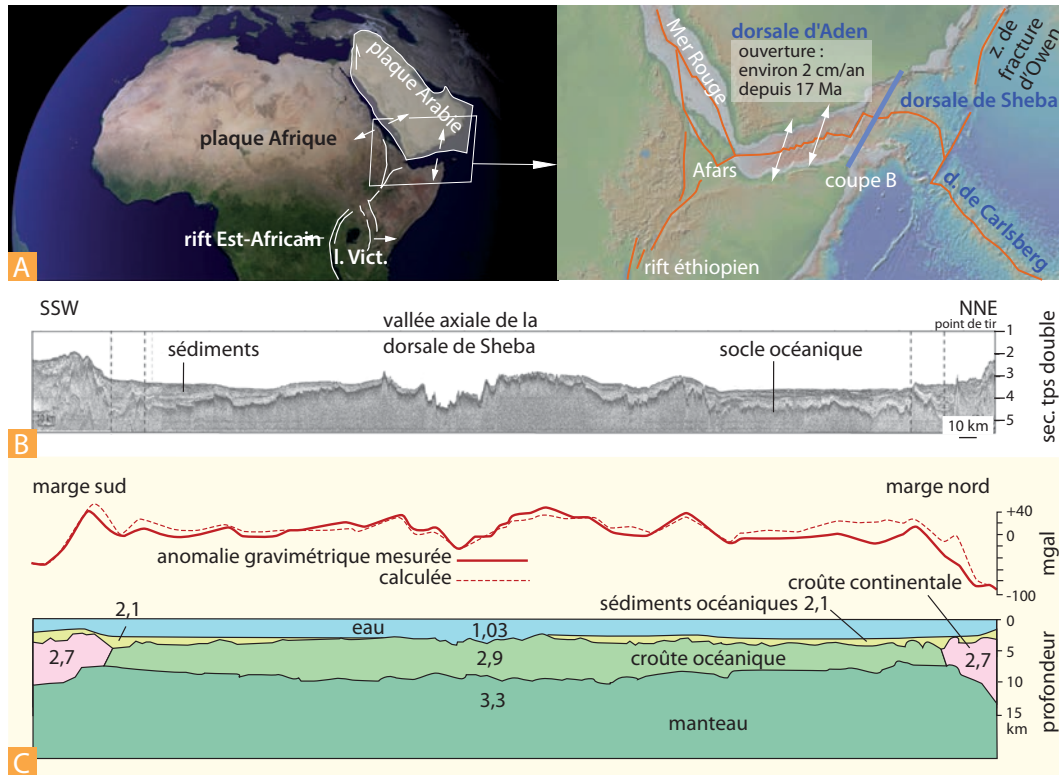 plaque Arabie
plaque Afrique
rift Est-Africain
l. Vict.
A
Mer Rouge
dorsale d'Aden
ouverture :
environ 2 cm/an
depuis 17 Ma
z. de
fracture
d'Owen
dorsale de Sheba
Afars
coupe B
d. de Carlsberg
rift éthiopien
SSW
vallée axiale de la
dorsale de Sheba
NNE
point de tir
sédiments
socle océanique
1
2
3
4
5
sec. tps double
10 km
B
marge sud
marge nord
anomalie gravimétrique mesurée
calculée
+40
0
-100
mgal
croûte continentale
sédiments océaniques 2,1
2,1
eau
1,03
2,7
2,9
croûte océanique
2,7
3,3
manteau
0
5
10
15
km
profondeur
C